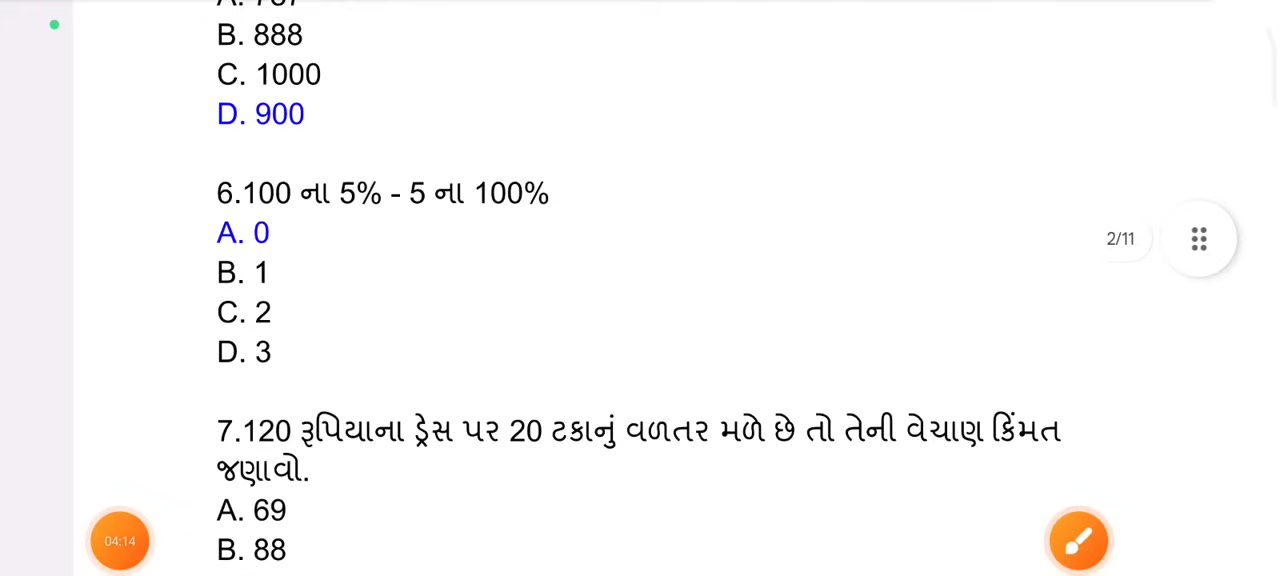 B. 888
C. 1000
D. 900
6.100 ના 5% - 5 ના 100%
A. 0
B. 1
C. 2
D. 3
2/11
7.120 રૂપિયાના ડ્રેસ પર 20 ટકાનું વળતર મળે છે તો તેની વેચાણ કિંમત
જણાવો.
A. 69
B. 88
04:14